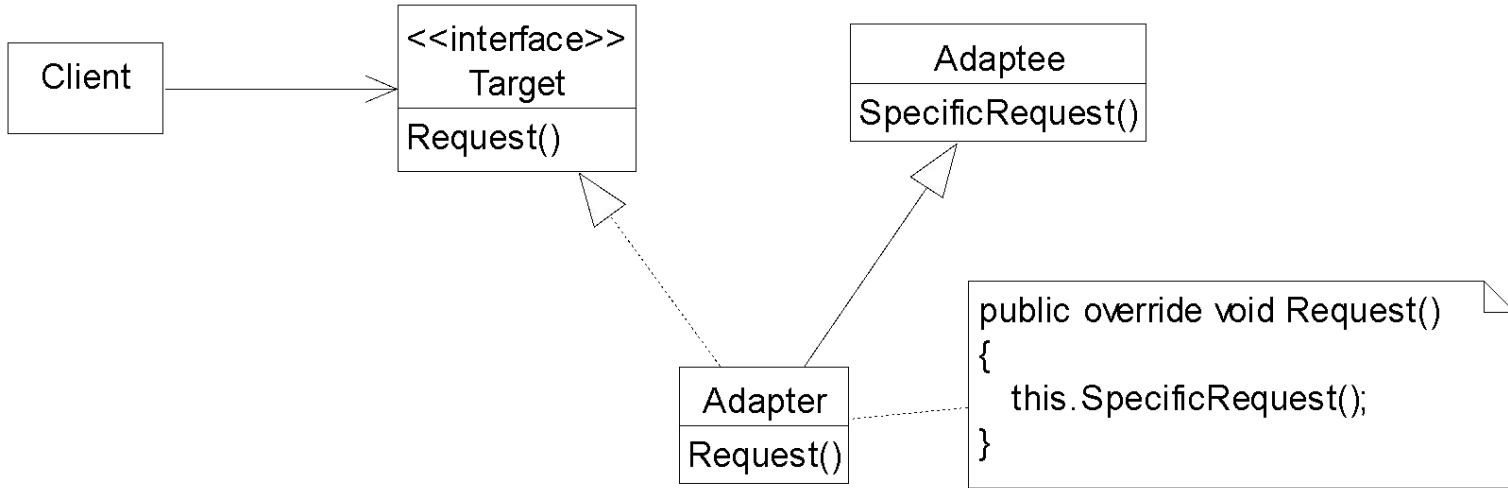 Client
<<interface>>
Target
Request()
Adaptee
SpecificRequest()
Adapter
Request()
public override void Request()
{
this.SpecificRequest();
}